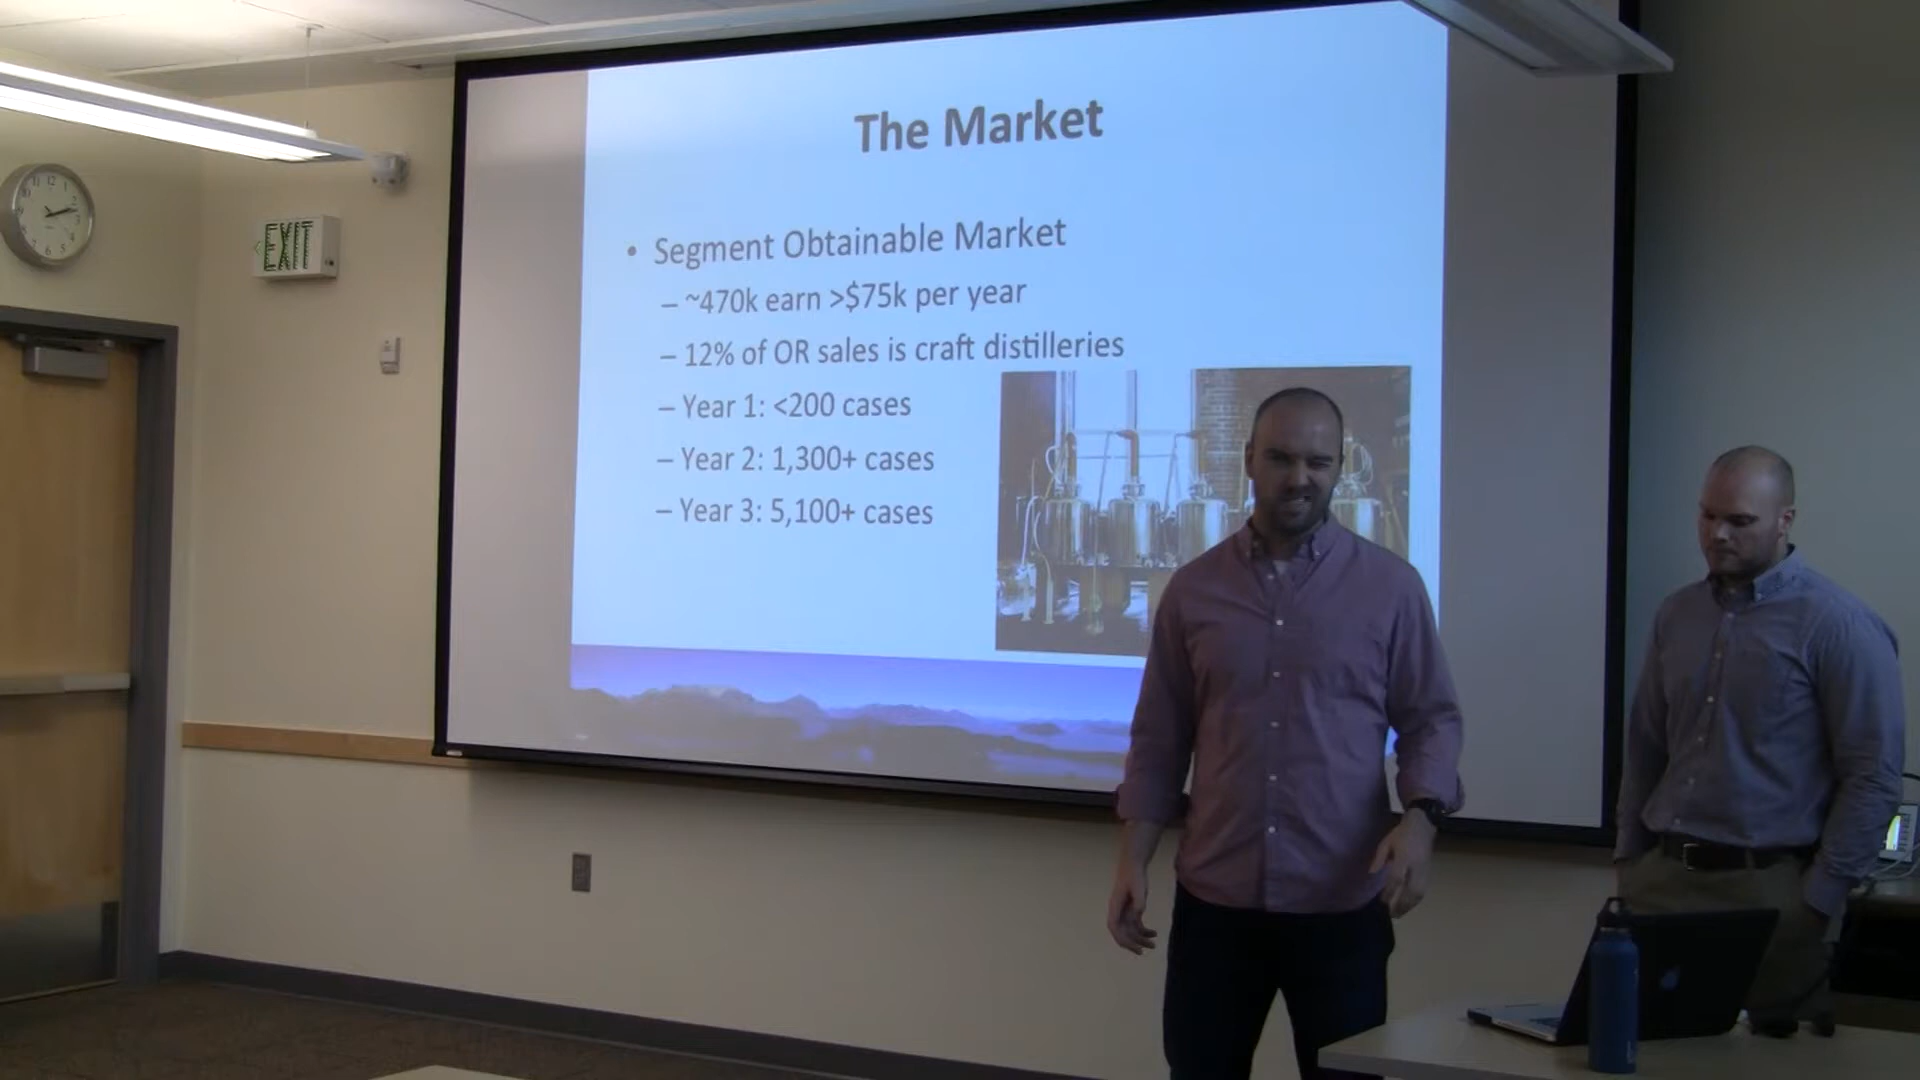 The Market
• Segment Obtainable Market
– ~470k earn >$75k per year
– 12% of OR sales is craft distilleries
– Year 1: <200 cases
– Year 2: 1,300+ cases
– Year 3: 5,100+ cases
EXIT